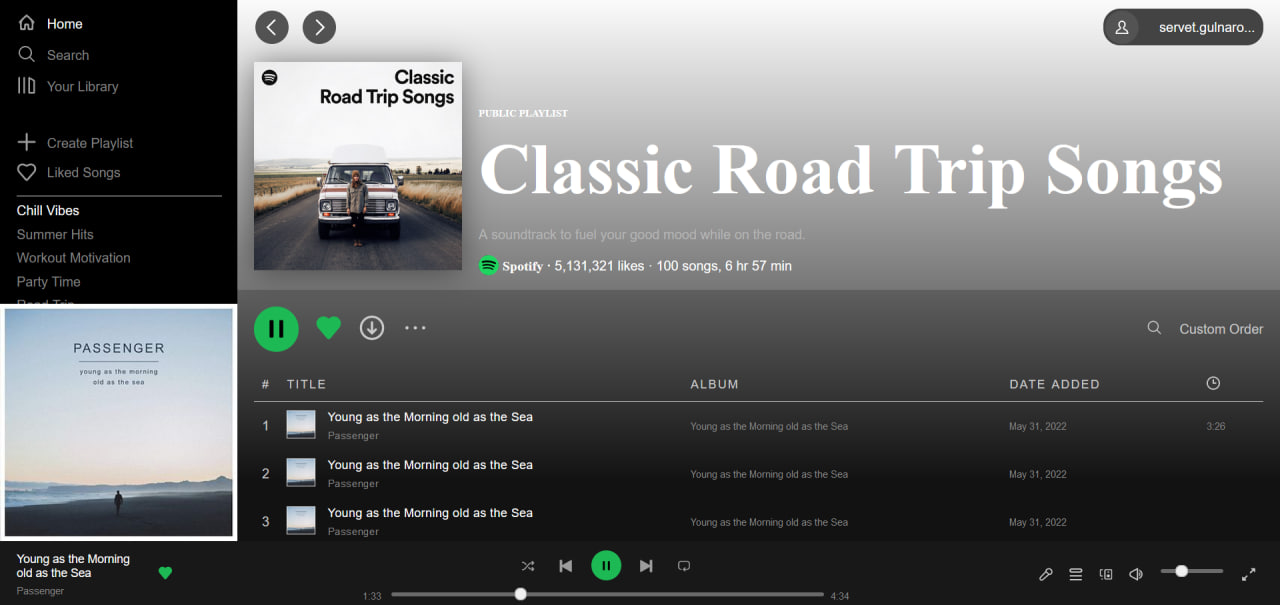 Home
Search
Your Library
Create Playlist
Liked Songs
Chill Vibes
Summer Hits
Workout Motivation
Party Time
Road Trip
PASSENGER
young as the morning
old as the sea
servet.gulnaro...
Classic
Road Trip Songs
PUBLIC PLAYLIST
Classic Road Trip Songs
A soundtrack to fuel your good mood while on the road.
Spotify · 5,131,321 likes · 100 songs, 6 hr 57 min
Custom Order
# TITLE ALBUM DATE ADDED
1 Young as the Morning old as the Sea Young as the Morning old as the Sea May 31, 2022 3:26
Passenger
2 Young as the Morning old as the Sea Young as the Morning old as the Sea May 31, 2022
Passenger
3 Young as the Morning old as the Sea Young as the Morning old as the Sea May 31, 2022
Passenger
Young as the Morning
old as the Sea
Passenger
1:33 4:34